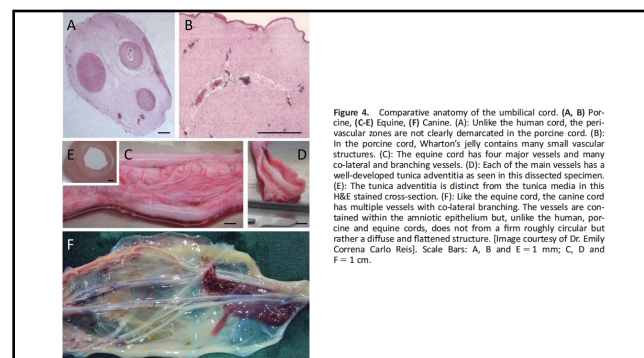 A
B
E
C
D
F
Figure 4. Comparative anatomy of the umbilical cord. (A, B) Por-
cine, (C-E) Equine, (F) Canine. (A): Unlike the human cord, the peri-
vascular zones are not clearly demarcated in the porcine cord. (B):
In the porcine cord, Wharton's jelly contains many small vascular
structures. (C): The equine cord has four major vessels and many
co-lateral and branching vessels. (D): Each of the main vessels has a
well-developed tunica adventitia as seen in this dissected specimen.
(E): The tunica adventitia is distinct from the tunica media in this
H&E stained cross-section. (F): Like the equine cord, the canine cord
has multiple vessels with co-lateral branching. The vessels are con-
tained within the amniotic epithelium but, unlike the human, por-
cine and equine cords, does not from a firm roughly circular but
rather a diffuse and flattened structure. [Image courtesy of Dr. Emily
Correna Carlo Reis]. Scale Bars: A, B and E = 1 mm; C, D and
F = 1 cm.